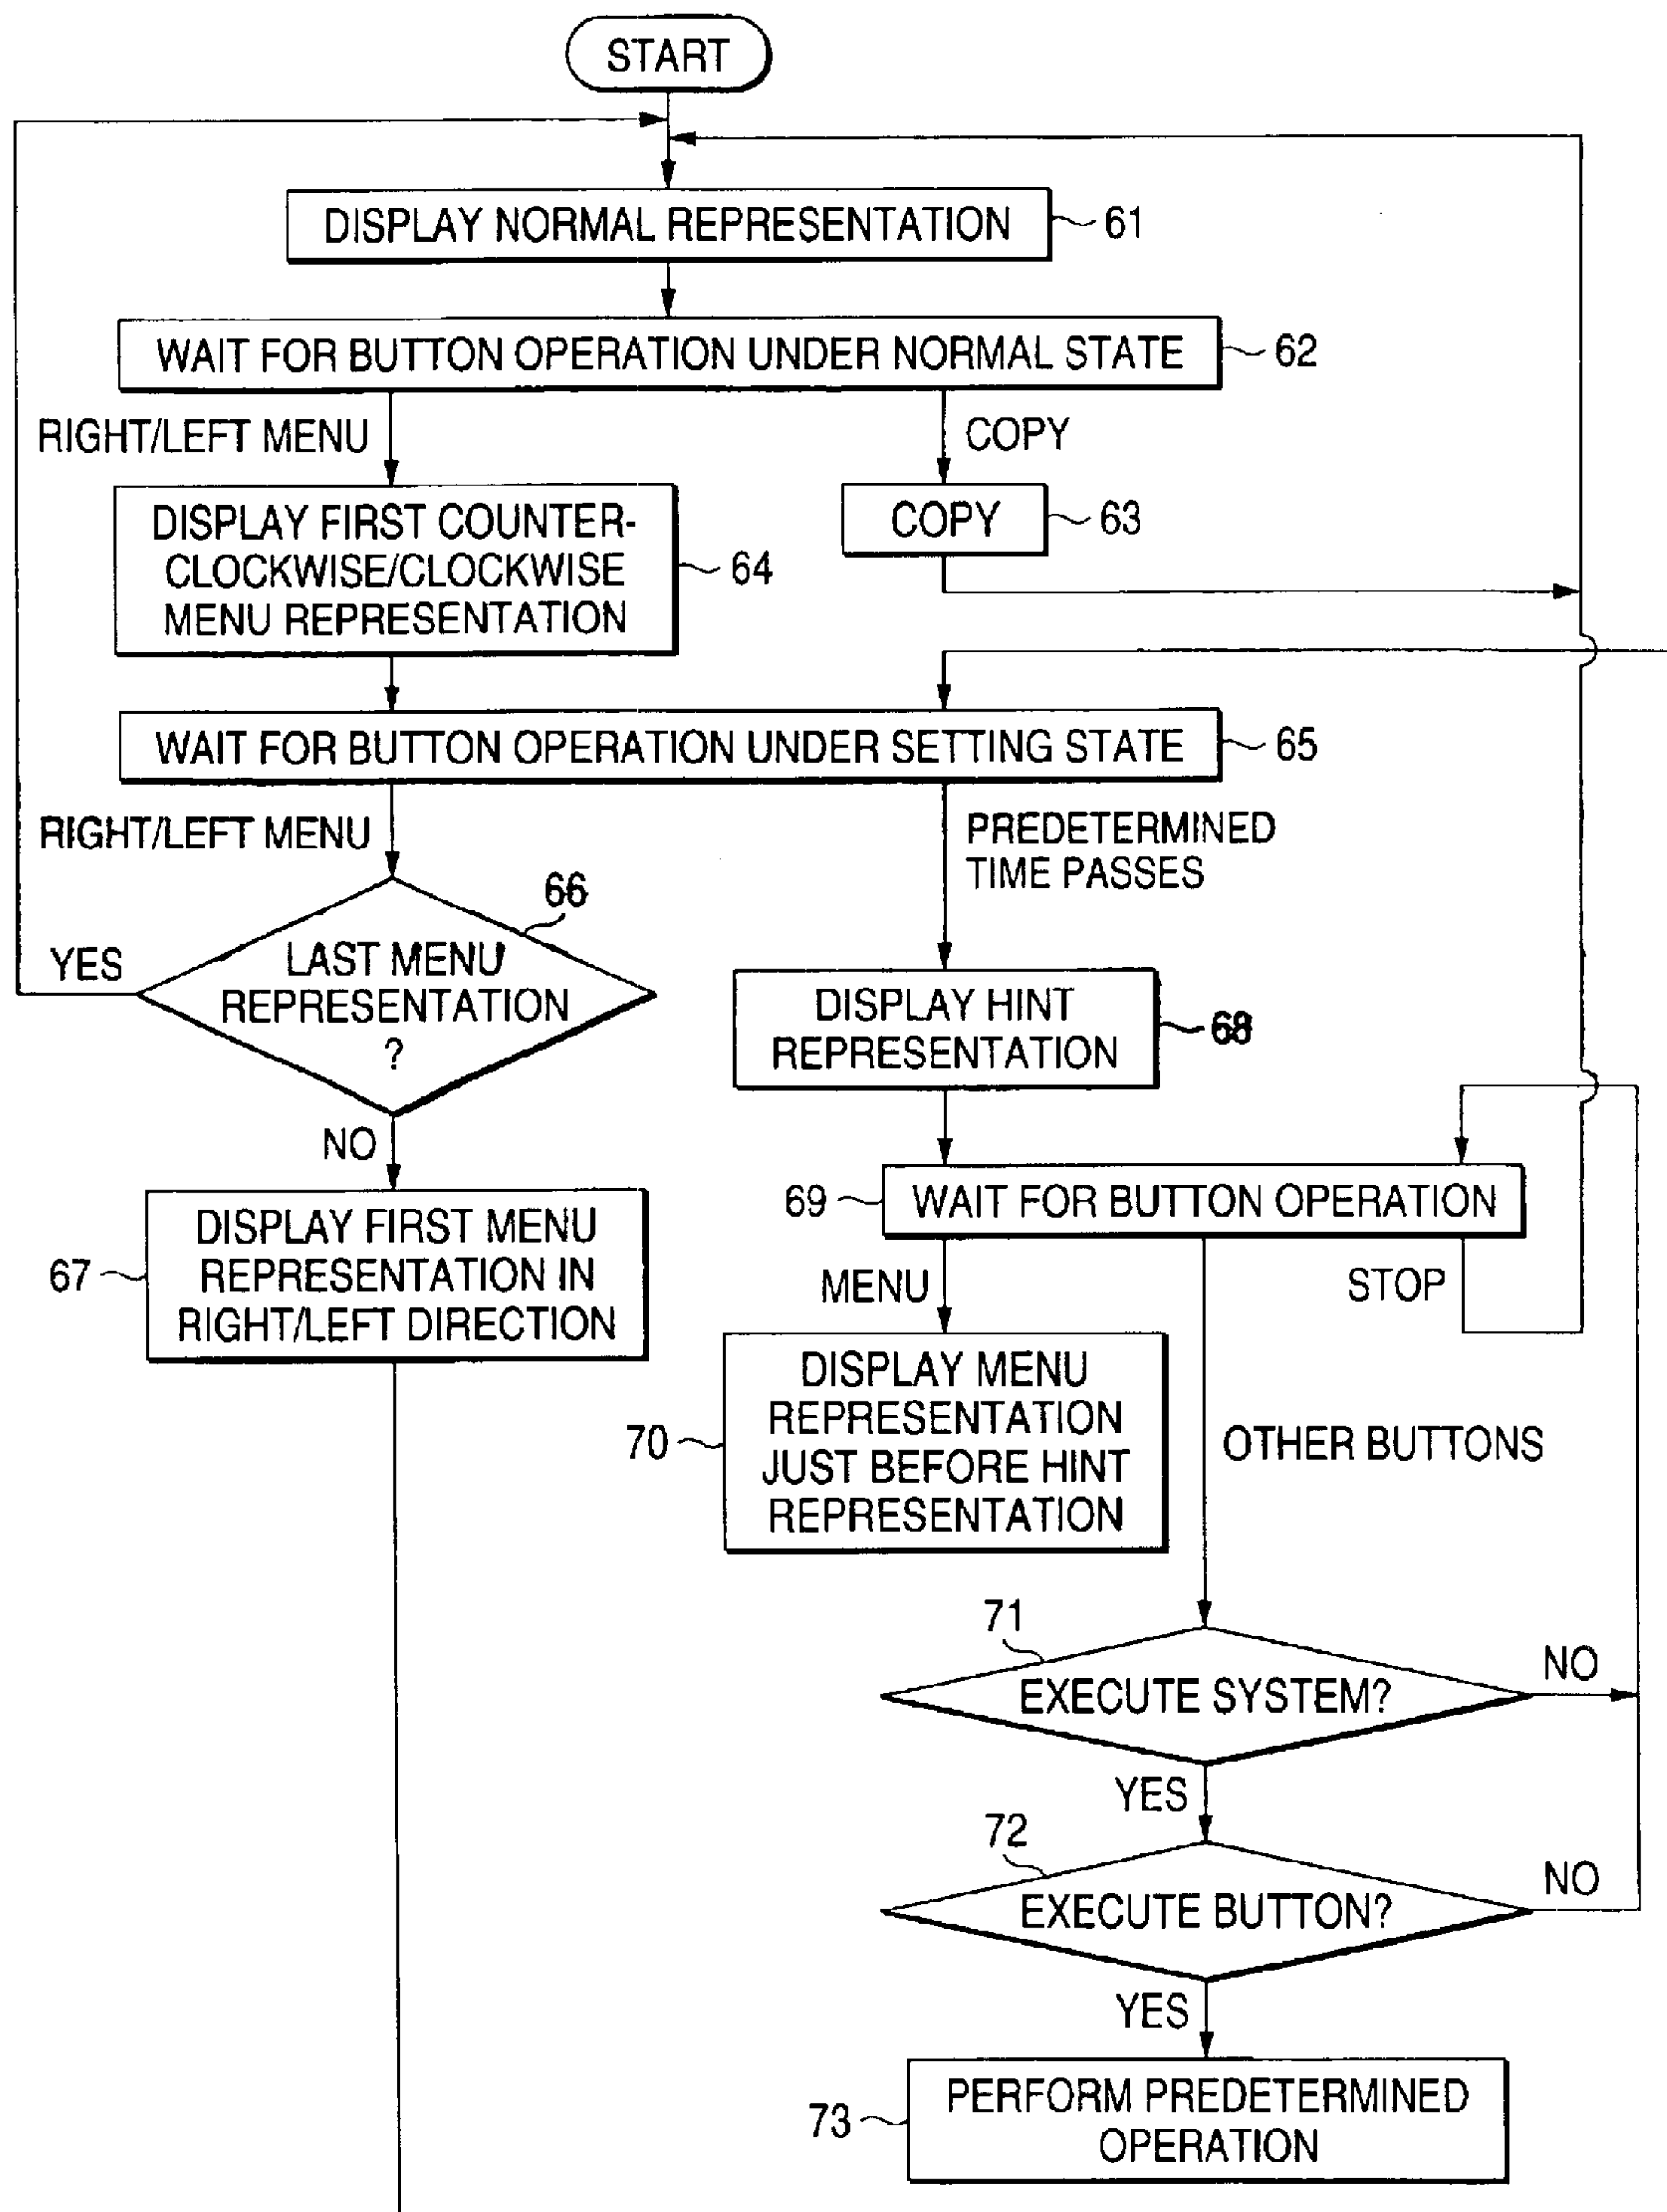 START
DISPLAY NORMAL REPRESENTATION
61
WAIT FOR BUTTON OPERATION UNDER NORMAL STATE
62
RIGHT/LEFT MENU
COPY
DISPLAY FIRST COUNTER-
CLOCKWISE/CLOCKWISE
MENU REPRESENTATION
64
COPY
63
WAIT FOR BUTTON OPERATION UNDER SETTING STATE
65
RIGHT/LEFT MENU
PREDETERMINED
TIME PASSES
66
YES
LAST MENU
REPRESENTATION
?
DISPLAY HINT
REPRESENTATION
68
NO
69
WAIT FOR BUTTON OPERATION
67
DISPLAY FIRST MENU
REPRESENTATION IN
RIGHT/LEFT DIRECTION
MENU
STOP
70
DISPLAY MENU
REPRESENTATION
JUST BEFORE HINT
REPRESENTATION
OTHER BUTTONS
71
EXECUTE SYSTEM?
NO
YES
72
EXECUTE BUTTON?
NO
YES
73
PERFORM PREDETERMINED
OPERATION